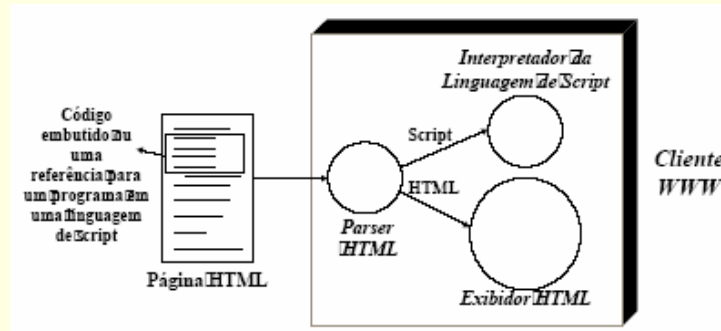 Código
embutido ou
uma
referência para
um programa em
uma linguagem
de Script
Página HTML
Script
HTML
Parser
HTML
Interpretador da
Linguagem de Script
Exibidor HTML
Cliente
WWW